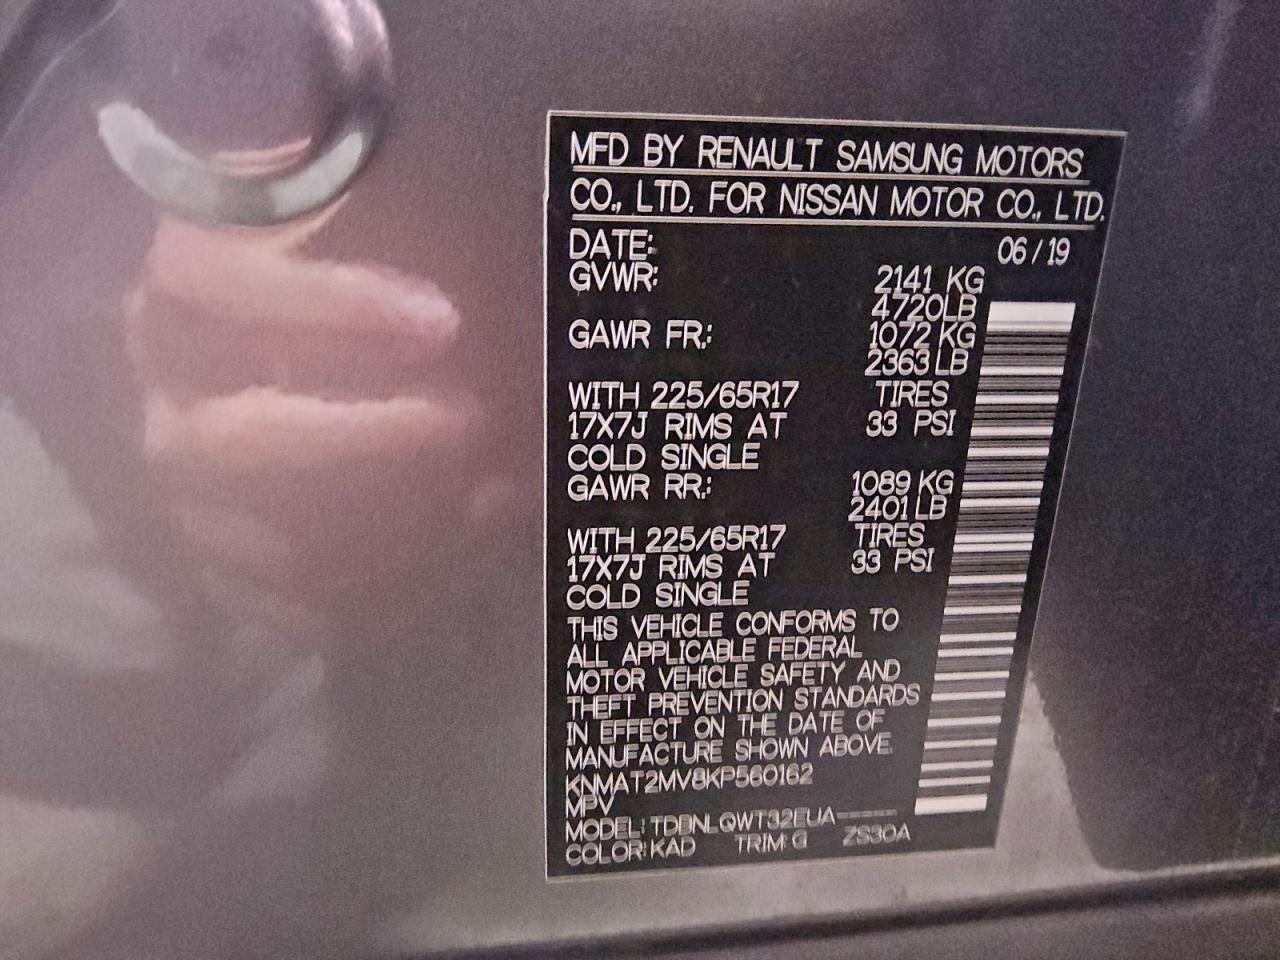 MFD BY RENAULT SAMSUNG MOTORS
CO., LTD. FOR NISSAN MOTOR CO., LTD.
DATE: 06 / 19
GVWR: 2141 KG
4720LB
GAWR FR.: 1072 KG
2363 LB
WITH 225/65R17 TIRES
17X7J RIMS AT 33 PSI
COLD SINGLE
GAWR RR.: 1089 KG
2401 LB
WITH 225/65R17 TIRES
17X7J RIMS AT 33 PSI
COLD SINGLE
THIS VEHICLE CONFORMS TO
ALL APPLICABLE FEDERAL
MOTOR VEHICLE SAFETY AND
THEFT PREVENTION STANDARDS
IN EFFECT ON THE DATE OF
MANUFACTURE SHOWN ABOVE.
KNMAT2MV8KP560162
MPV
MODEL: TDBNLQWT32EUA-----
COLOR: KAD TRIM: G ZS30A